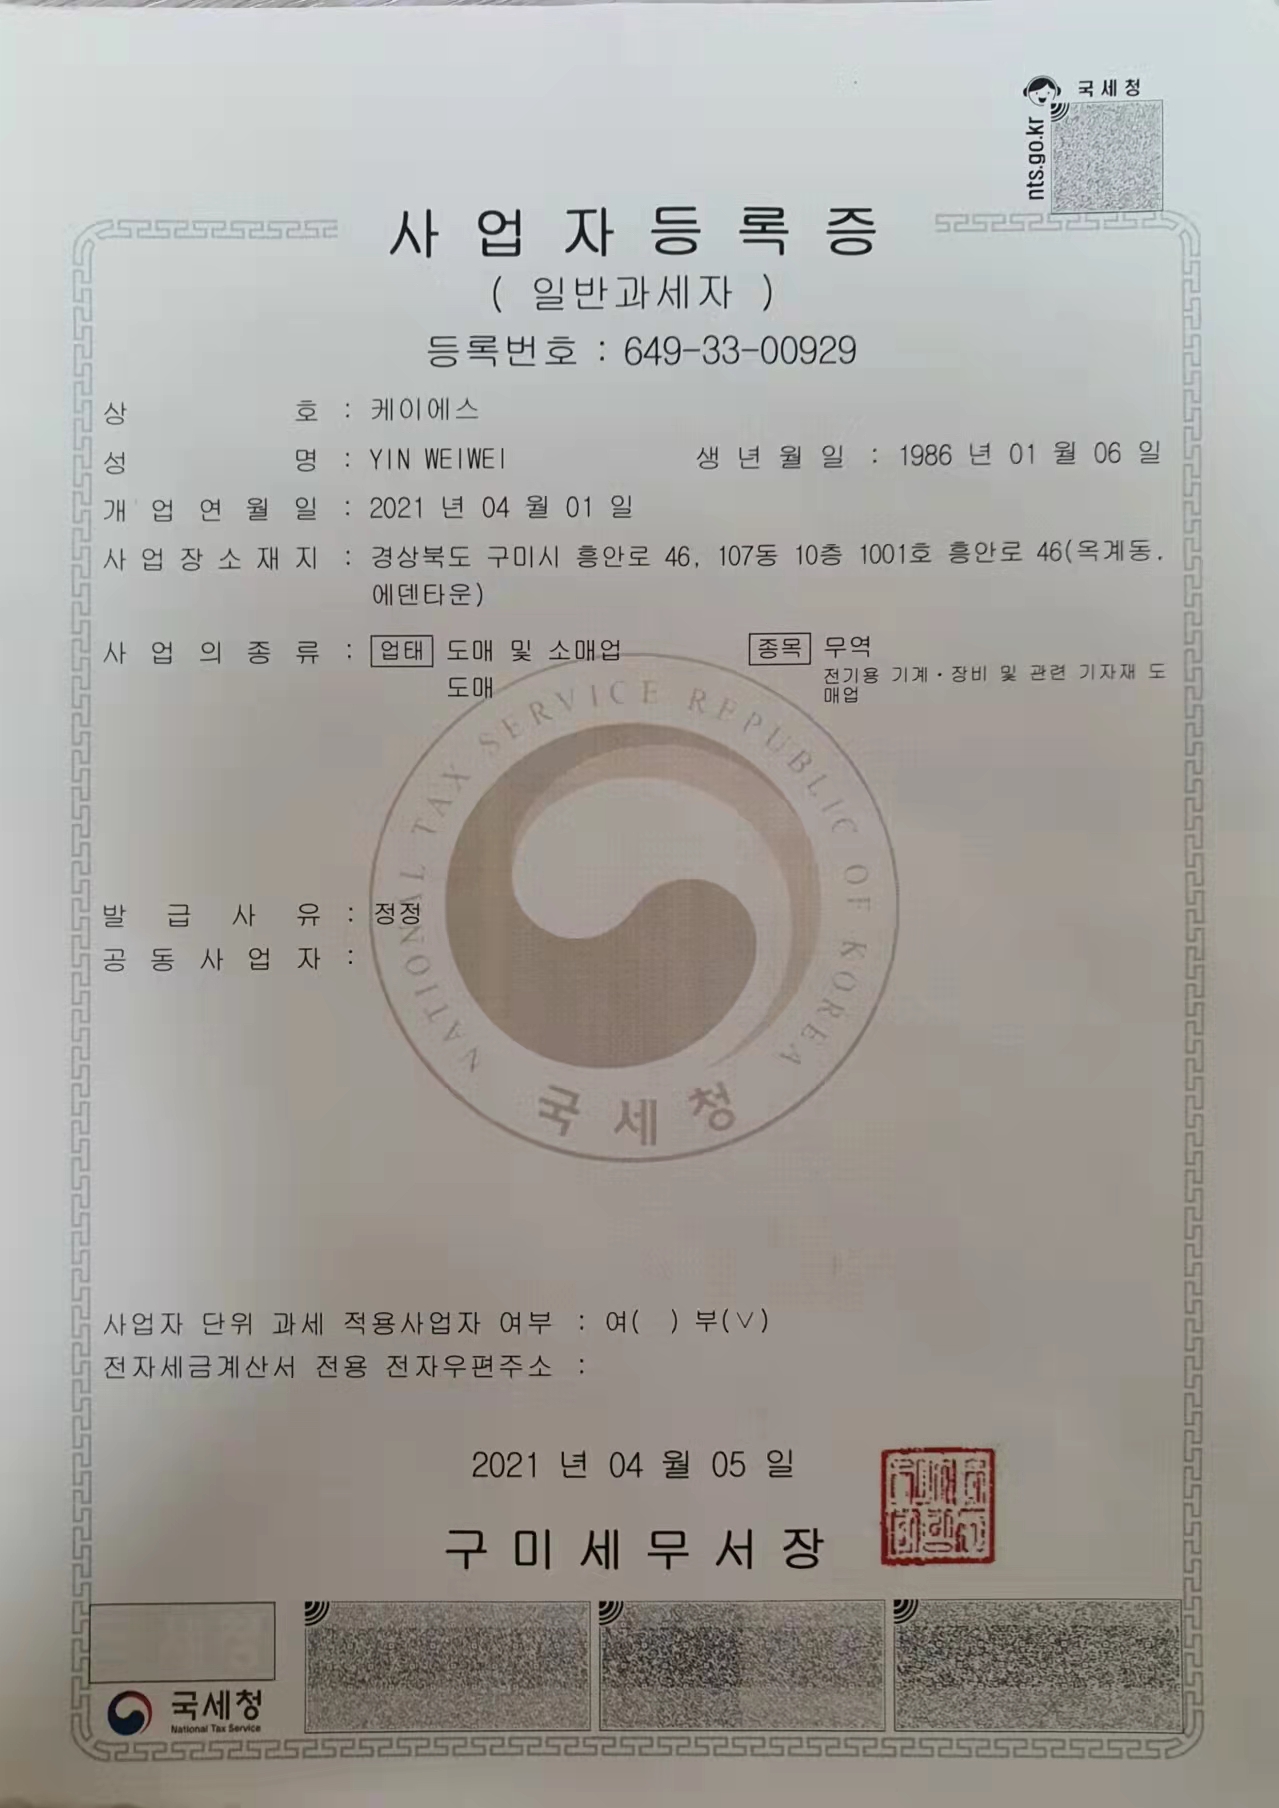 국세청
nts.go.kr
사업자등록증
( 일반과세자 )
등록번호 : 649-33-00929
상 호 : 케이에스
성 명 : YIN WEIWEI 생 년 월 일 : 1986 년 01 월 06 일
개 업 연 월 일 : 2021 년 04 월 01 일
사 업 장 소 재 지 : 경상북도 구미시 흥안로 46, 107동 10층 1001호 흥안로 46(옥계동.
에덴타운)
사 업 의 종 류 : 업태 도매 및 소매업 종목 무역
도매 전기용 기계·장비 및 관련 기자재 도
매업
NATIONAL TAX SERVICE REPUBLIC OF KOREA
국세청
발 급 사 유 : 정정
공 동 사 업 자 :
사업자 단위 과세 적용사업자 여부 : 여( ) 부(∨)
전자세금계산서 전용 전자우편주소 :
2021 년 04 월 05 일
구 미 세 무 서 장
국세청
National Tax Service